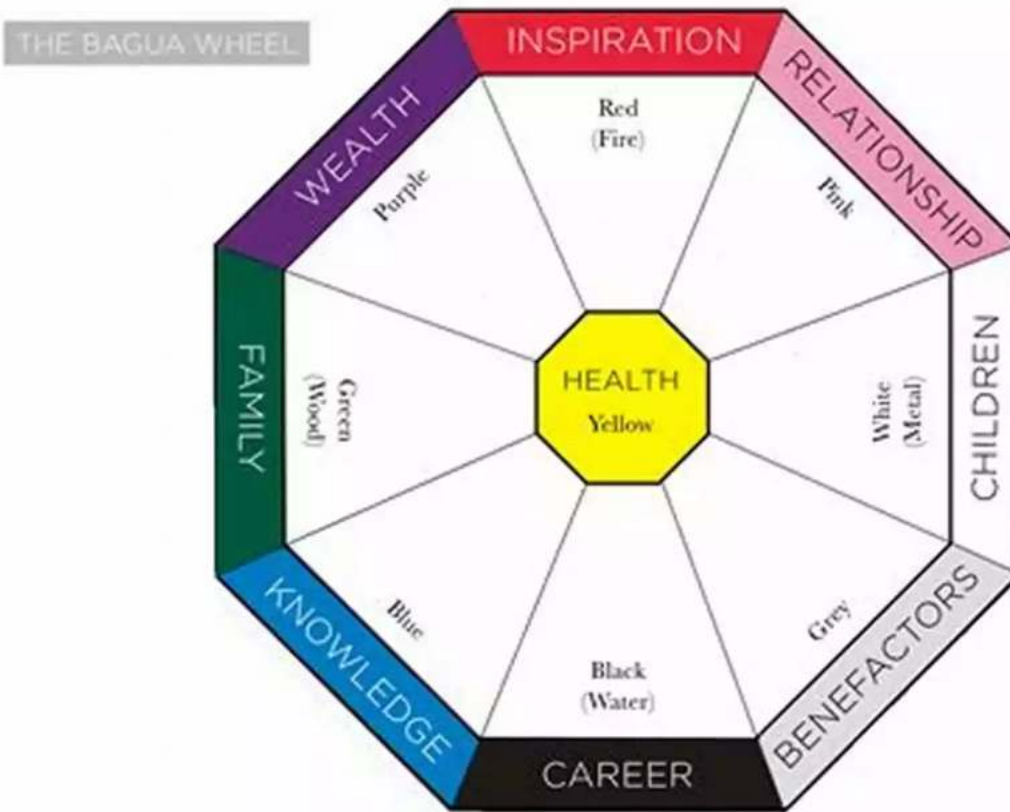 THE BAGUA WHEEL
INSPIRATION
Red
(Fire)
RELATIONSHIP
Pink
CHILDREN
White
(Metal)
BENEFACTORS
Grey
CAREER
Black
(Water)
KNOWLEDGE
Blue
FAMILY
Green
(Wood)
WEALTH
Purple
HEALTH
Yellow